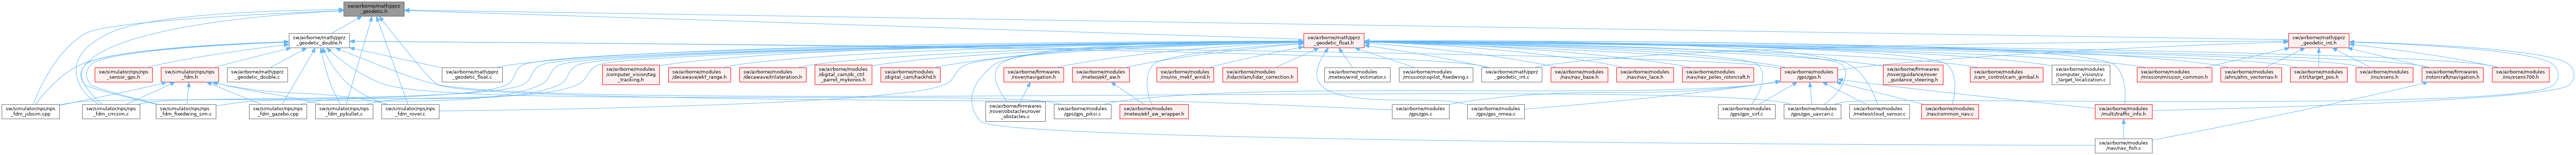 sw/airborne/math/pprz
_geodetic.h
sw/airborne/math/pprz
_geodetic_double.h
sw/airborne/math/pprz
_geodetic_float.h
sw/airborne/math/pprz
_geodetic_int.h
sw/simulator/nps/nps
_sensor_gps.h
sw/simulator/nps/nps
_fdm.h
sw/airborne/math/pprz
_geodetic_double.c
sw/airborne/math/pprz
_geodetic_float.c
sw/airborne/modules
/computer_vision/tag
_tracking.h
sw/airborne/modules
/decawave/ekf_range.h
sw/airborne/modules
/decawave/trilateration.h
sw/airborne/modules
/digital_cam/dc_ctrl
_parrot_mykonos.h
sw/airborne/modules
/digital_cam/hackhd.h
sw/airborne/firmwares
/rover/navigation.h
sw/airborne/modules
/meteo/ekf_aw.h
sw/airborne/modules
/ins/ins_mekf_wind.h
sw/airborne/modules
/lidar/slam/lidar_correction.h
sw/airborne/modules
/meteo/wind_estimator.c
sw/airborne/modules
/mission/copilot_fixedwing.c
sw/airborne/math/pprz
_geodetic_int.c
sw/airborne/modules
/nav/nav_base.h
sw/airborne/modules
/nav/nav_lace.h
sw/airborne/modules
/nav/nav_poles_rotorcraft.h
sw/airborne/modules
/gps/gps.h
sw/airborne/firmwares
/rover/guidance/rover
_guidance_steering.h
sw/airborne/modules
/cam_control/cam_gimbal.h
sw/airborne/modules
/computer_vision/cv
_target_localization.c
sw/airborne/modules
/mission/mission_common.h
sw/airborne/modules
/ahrs/ahrs_vectornav.h
sw/airborne/modules
/ctrl/target_pos.h
sw/airborne/modules
/ins/xsens.h
sw/airborne/firmwares
/rotorcraft/navigation.h
sw/airborne/modules
/ins/xsens700.h
sw/simulator/nps/nps
_fdm_jsbsim.cpp
sw/simulator/nps/nps
_fdm_crrcsim.c
sw/simulator/nps/nps
_fdm_fixedwing_sim.c
sw/simulator/nps/nps
_fdm_gazebo.cpp
sw/simulator/nps/nps
_fdm_pybullet.c
sw/simulator/nps/nps
_fdm_rover.c
sw/airborne/firmwares
/rover/obstacles/rover
_obstacles.c
sw/airborne/modules
/gps/gps_piksi.c
sw/airborne/modules
/meteo/ekf_aw_wrapper.h
sw/airborne/modules
/gps/gps.c
sw/airborne/modules
/gps/gps_nmea.c
sw/airborne/modules
/gps/gps_sirf.c
sw/airborne/modules
/gps/gps_uavcan.c
sw/airborne/modules
/meteo/cloud_sensor.c
sw/airborne/modules
/nav/common_nav.c
sw/airborne/modules
/multi/traffic_info.h
sw/airborne/modules
/nav/nav_fish.c